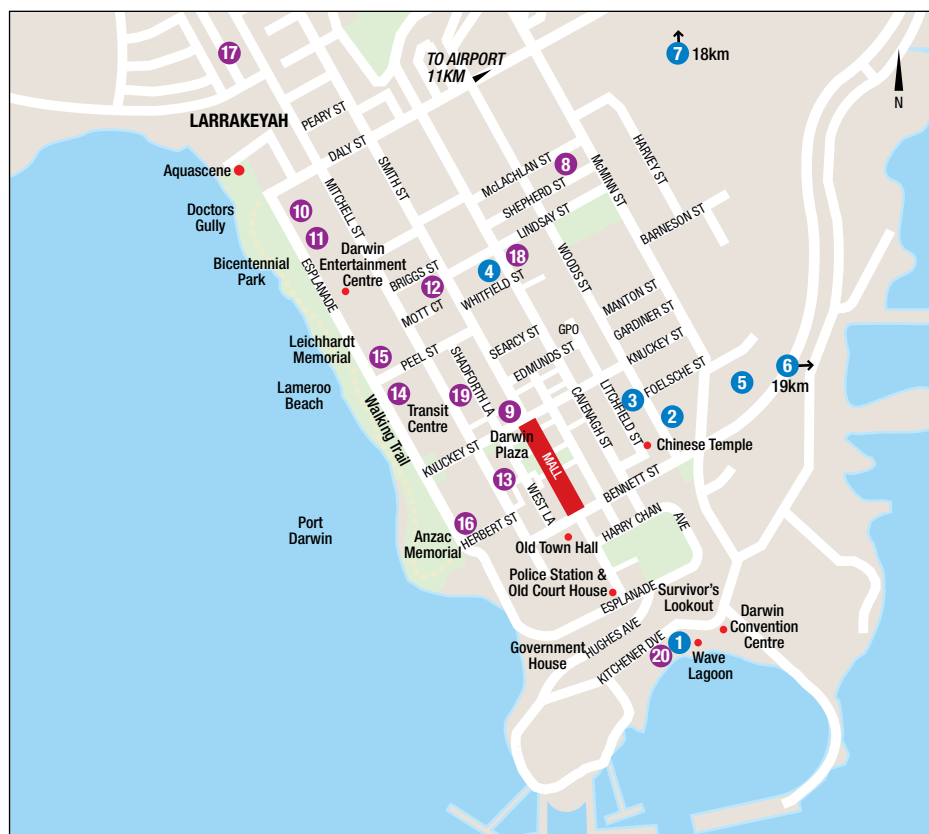 17
7 18km
TO AIRPORT
11KM
N
LARRAKEYAH
PEARY ST
DALY ST
SMITH ST
MITCHELL ST
McLACHLAN ST
8
SHEPHERD ST
LINDSAY ST
McMINN ST
HARVEY ST
BARNESON ST
Aquascene
Doctors
Gully
10
11
Bicentennial
Park
ESPLANADE
Darwin
Entertainment
Centre
BRIGGS ST
12
MOTT CT
4
18
WHITFIELD ST
WOODS ST
MANTON ST
GARDINER ST
KNUCKEY ST
FOELSCHE ST
GPO
SEARCY ST
EDMUNDS ST
Leichhardt
Memorial
15
PEEL ST
SHADFORTH LA
Lameroo
Beach
14
Transit
Centre
19
9
Darwin
Plaza
CAVENAGH ST
LITCHFIELD ST
3
2
5
6
19km
Chinese Temple
Walking Trail
KNUCKEY ST
MALL
13
WEST LA
BENNETT ST
Port
Darwin
Anzac
Memorial
16
HERBERT ST
Old Town Hall
HARRY CHAN
AVE
Police Station &
Old Court House
ESPLANADE
Survivor's
Lookout
Darwin
Convention
Centre
Government
House
HUGHES AVE
KITCHENER DVE
1
20
Wave
Lagoon